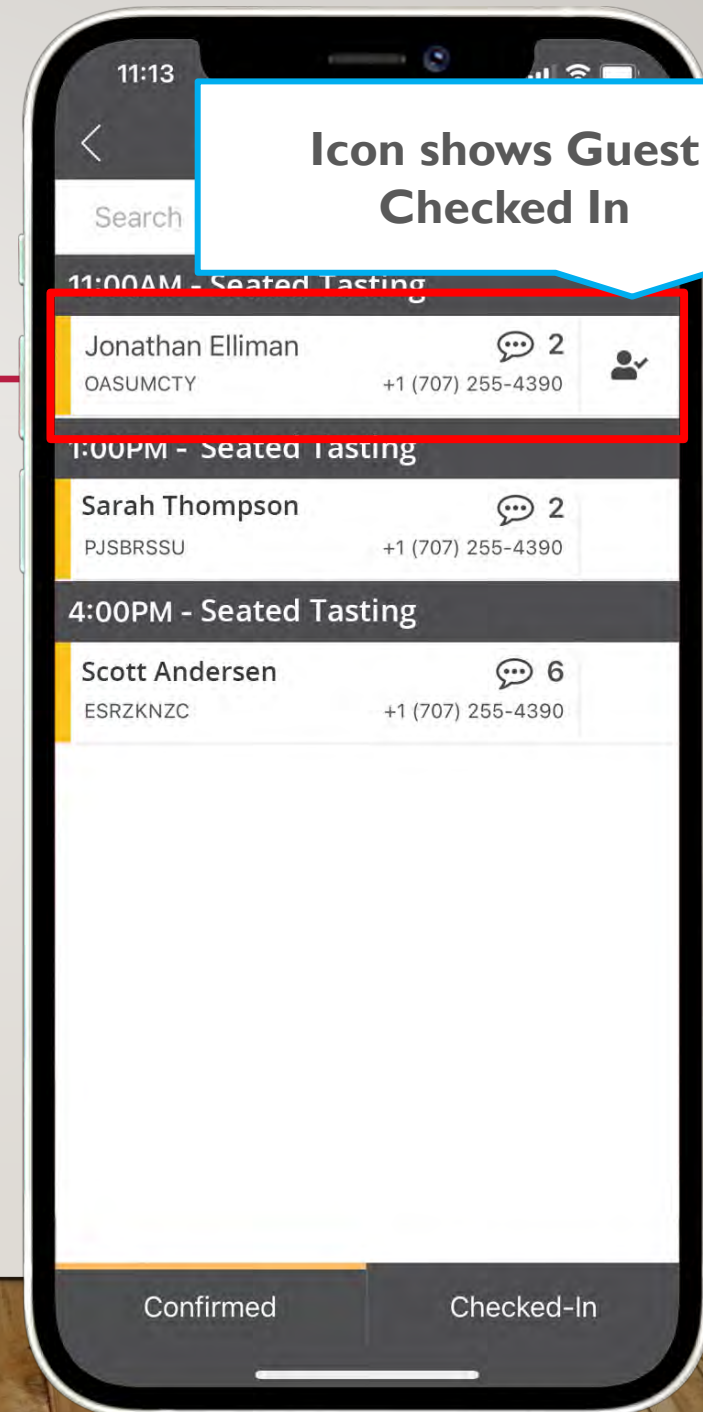 11:13
Icon shows Guest
Checked In
Search
11:00AM - Seated Tasting
Jonathan Elliman 2
OASUMCTY +1 (707) 255-4390
1:00PM - Seated Tasting
Sarah Thompson 2
PJSBRSSU +1 (707) 255-4390
4:00PM - Seated Tasting
Scott Andersen 6
ESRZKNZC +1 (707) 255-4390
Confirmed Checked-In